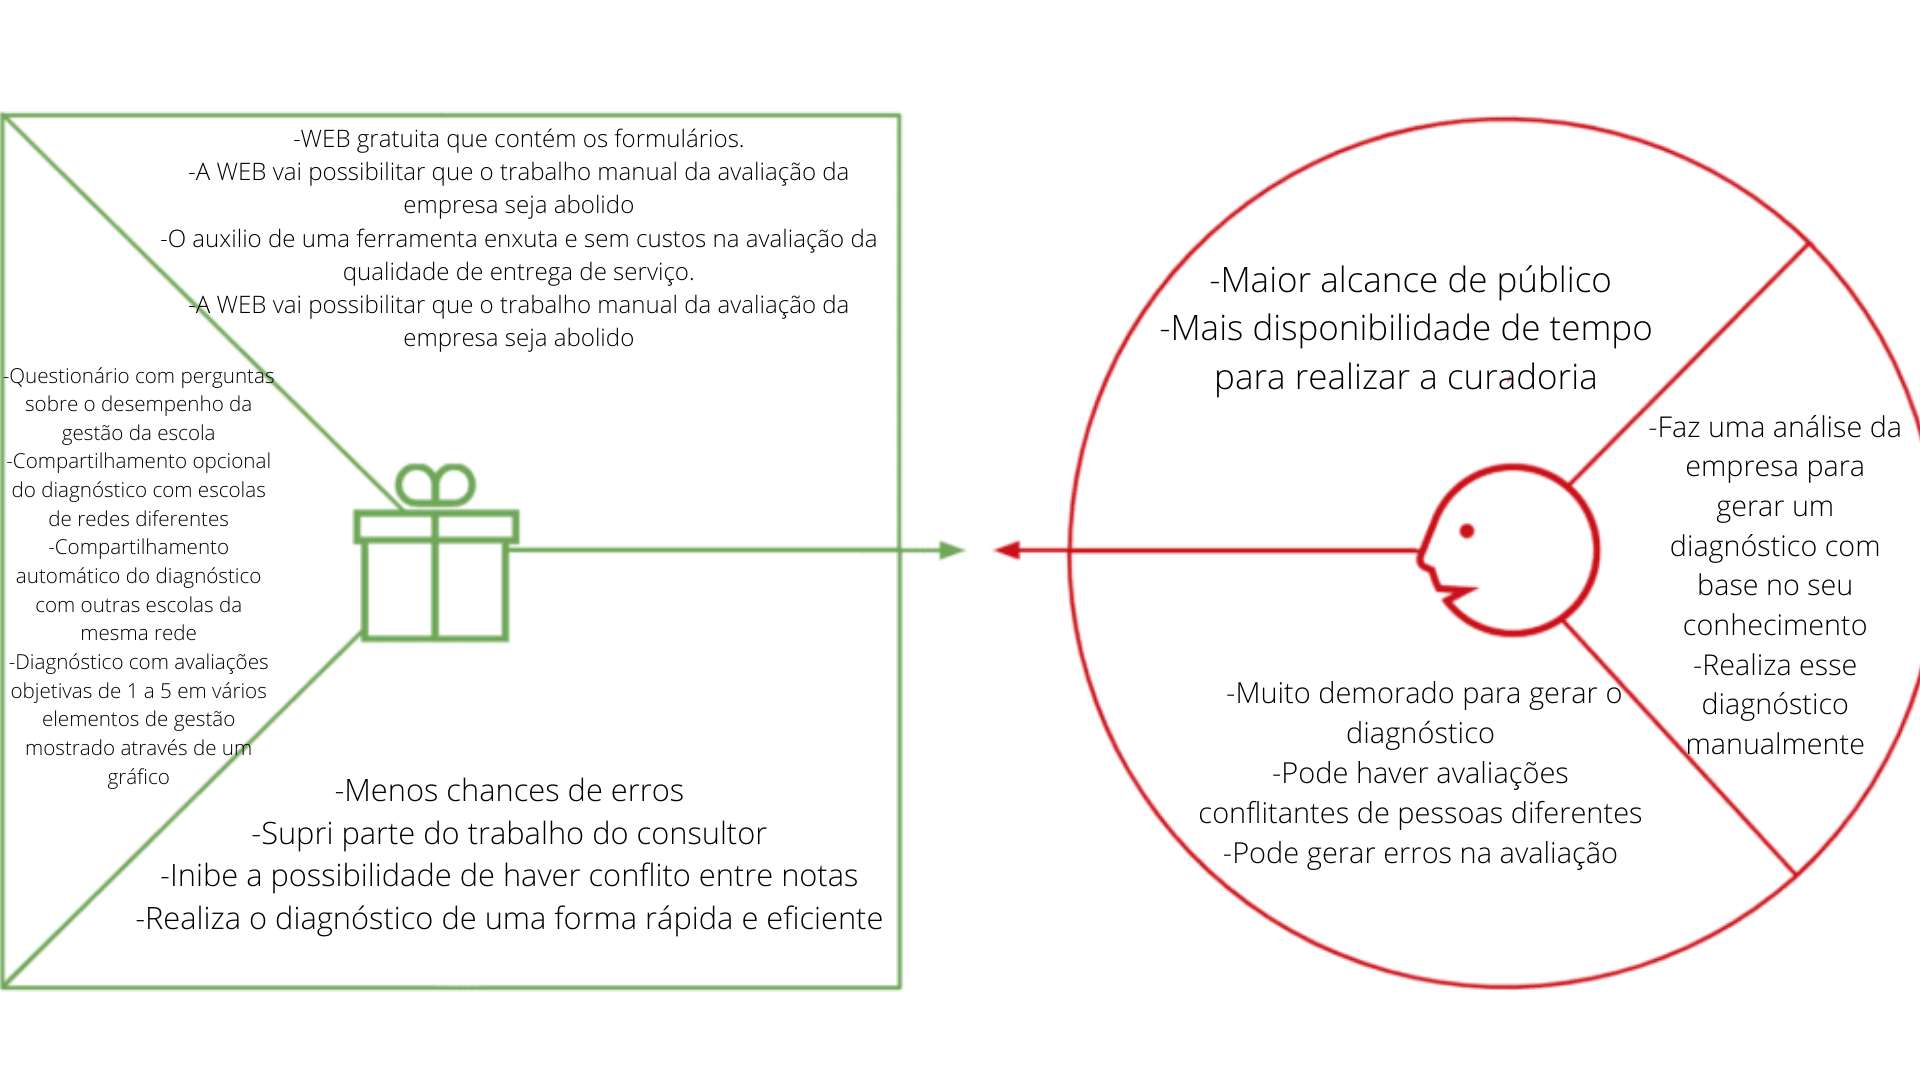 -WEB gratuita que contém os formulários.
-A WEB vai possibilitar que o trabalho manual da avaliação da
empresa seja abolido
-O auxilio de uma ferramenta enxuta e sem custos na avaliação da
qualidade de entrega de serviço.
-A WEB vai possibilitar que o trabalho manual da avaliação da
empresa seja abolido
-Questionário com perguntas
sobre o desempenho da
gestão da escola
-Compartilhamento opcional
do diagnóstico com escolas
de redes diferentes
-Compartilhamento
automático do diagnóstico
com outras escolas da
mesma rede
-Diagnóstico com avaliações
objetivas de 1 a 5 em vários
elementos de gestão
mostrado através de um
gráfico
-Menos chances de erros
-Supri parte do trabalho do consultor
-Inibe a possibilidade de haver conflito entre notas
-Realiza o diagnóstico de uma forma rápida e eficiente
-Maior alcance de público
-Mais disponibilidade de tempo
para realizar a curadoria
-Faz uma análise da
empresa para
gerar um
diagnóstico com
base no seu
conhecimento
-Realiza esse
diagnóstico
manualmente
-Muito demorado para gerar o
diagnóstico
-Pode haver avaliações
conflitantes de pessoas diferentes
-Pode gerar erros na avaliação